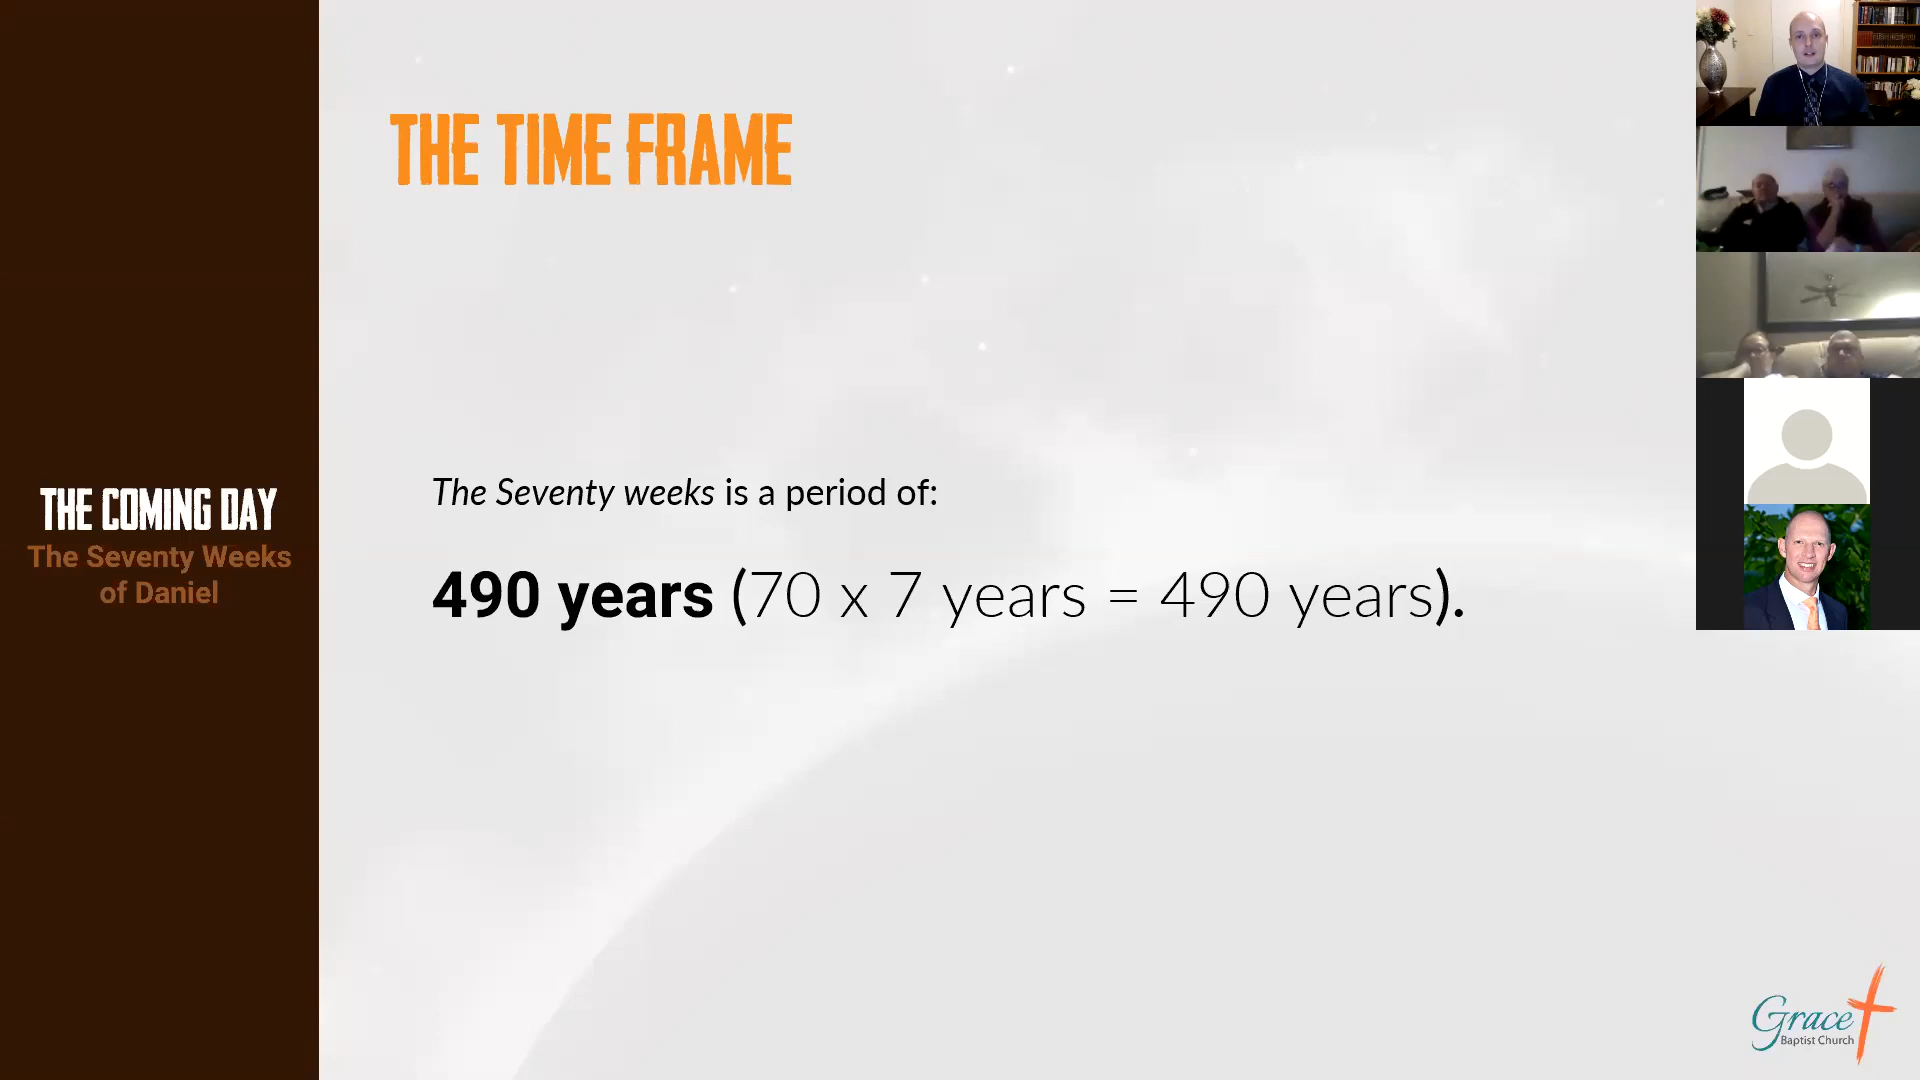 THE COMING DAY
The Seventy Weeks
of Daniel
THE TIME FRAME
The Seventy weeks is a period of:
490 years (70 x 7 years = 490 years).
Grace
Baptist Church